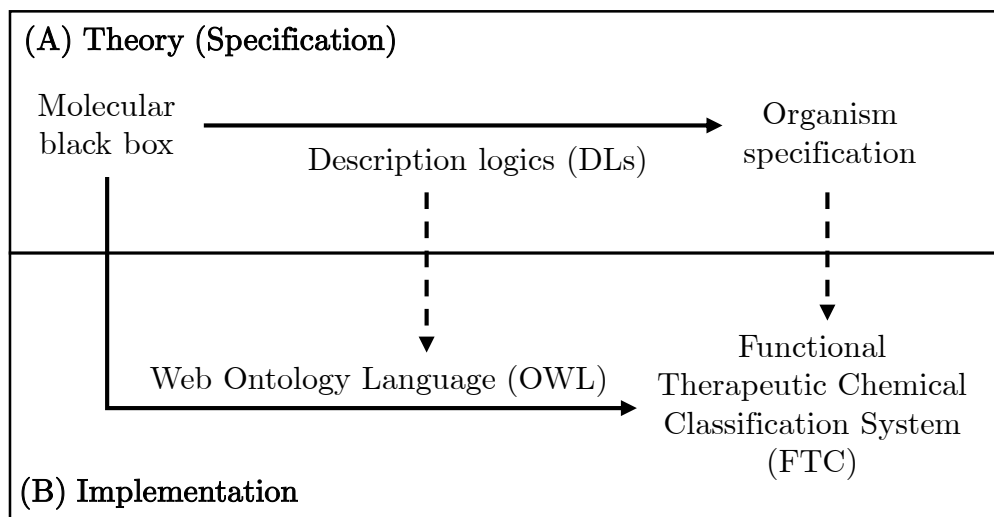 (A) Theory (Specification)
Molecular
black box
Organism
specification
Description logics (DLs)
Web Ontology Language (OWL)
Functional
Therapeutic Chemical
Classification System
(FTC)
(B) Implementation